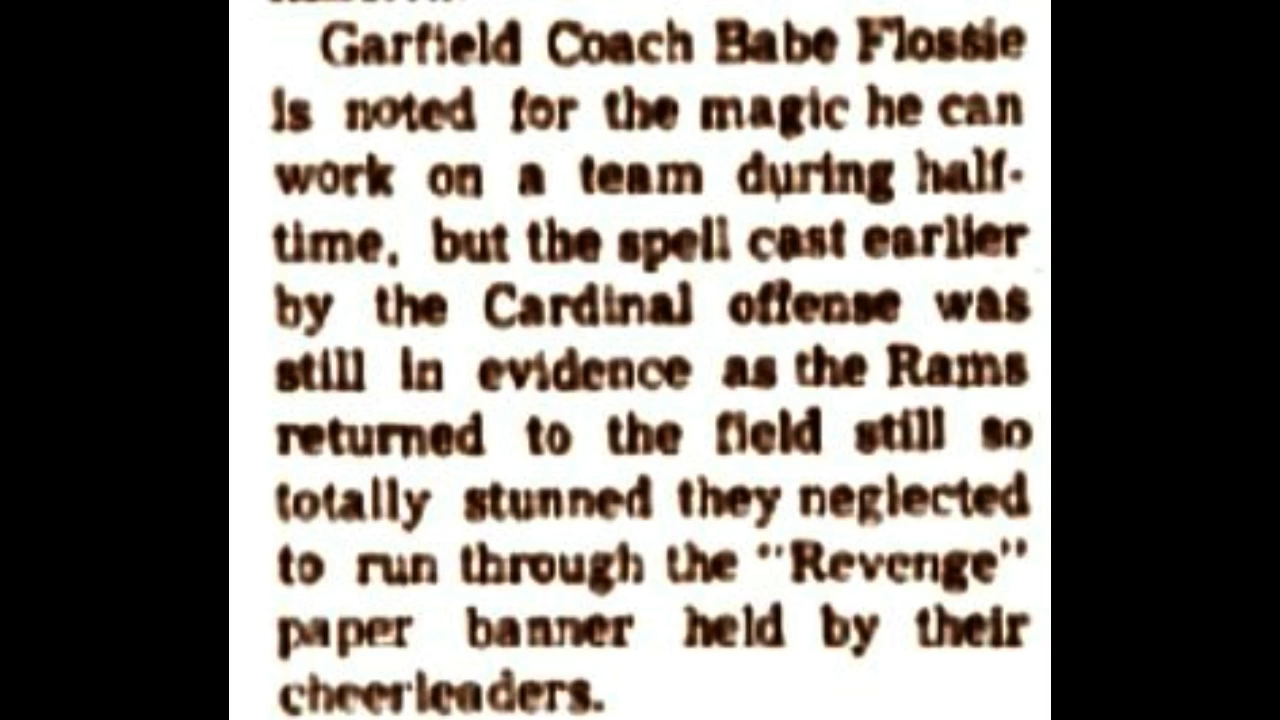 Garfield Coach Babe Flossie
is noted for the magic he can
work on a team during half-
time, but the spell cast earlier
by the Cardinal offense was
still in evidence as the Rams
returned to the field still so
totally stunned they neglected
to run through the "Revenge"
paper banner held by their
cheerleaders.